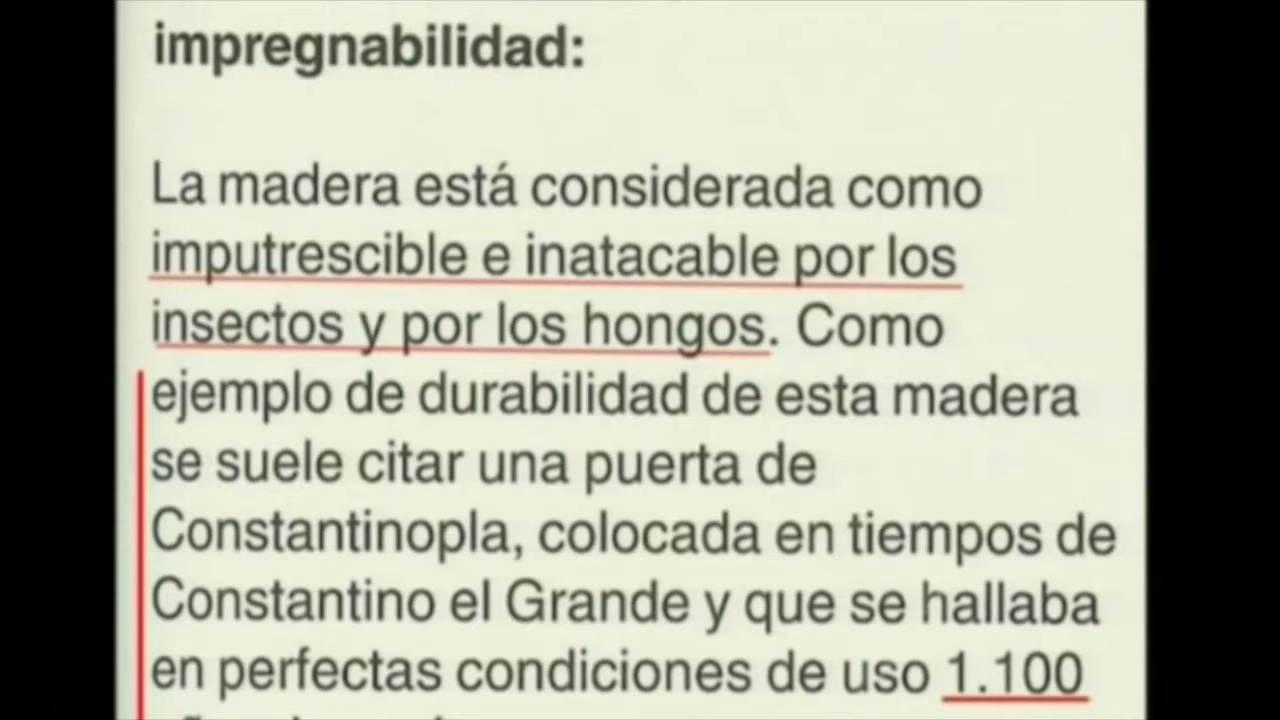 impregnabilidad:
La madera está considerada como
imputrescible e inatacable por los
insectos y por los hongos. Como
ejemplo de durabilidad de esta madera
se suele citar una puerta de
Constantinopla, colocada en tiempos de
Constantino el Grande y que se hallaba
en perfectas condiciones de uso 1.100